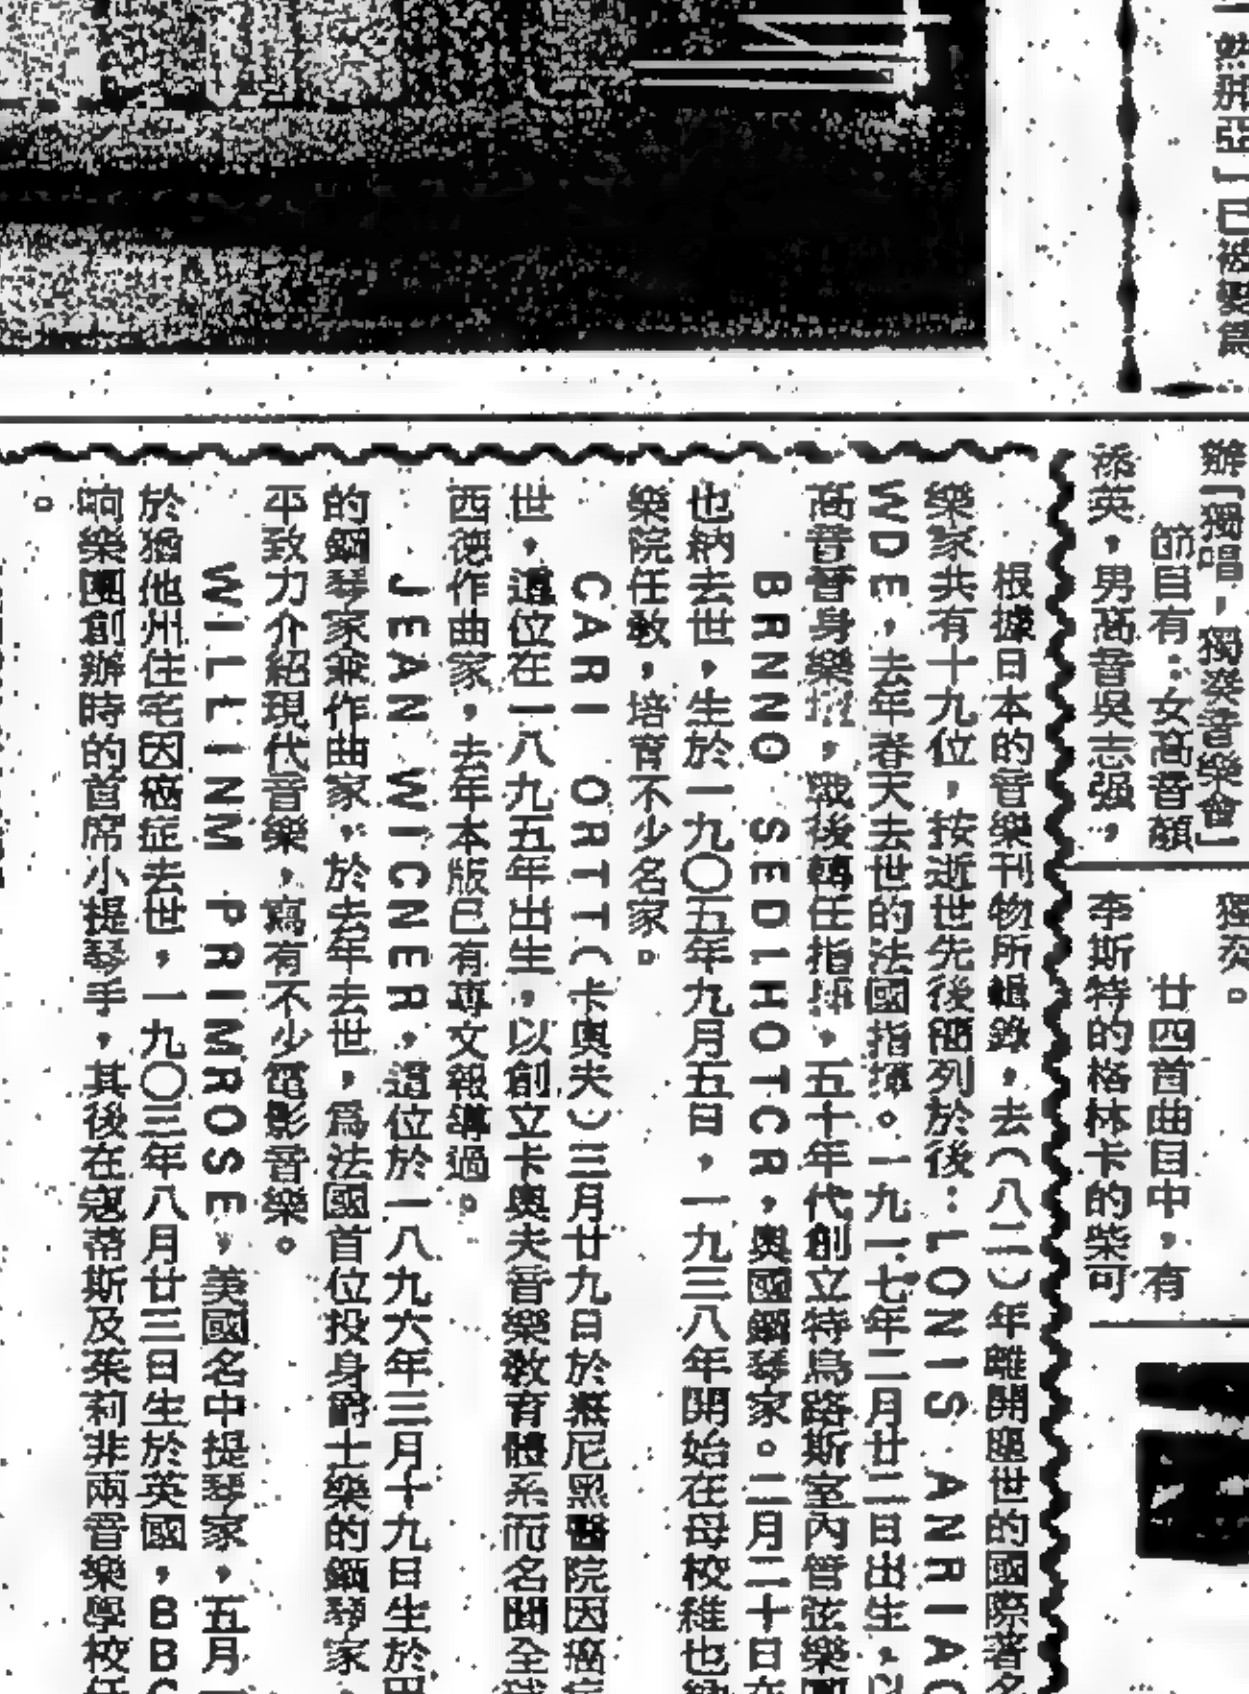 已被
辦「獨唱，獨奏音樂會」
節目有：女高音顏
添英，男高音吳志强，
獨奏。
廿四首曲目中，有
李斯特的格林卡的柴可
根據日本的音樂刊物所輯錄，去（八二）年離開塵世的國際著名
樂家共有十九位，按逝世先後簡列於後：LONIS ANRIAC
WDE，去年春天去世的法國指揮。一九一七年二月廿二日出生，以
高音身樂，戰後轉任指揮，五十年代創立特烏路斯室內管弦樂團
BRNNO SEDIHOTCR，奧國鋼琴家。二月二十日在
也納去世，生於一九〇五年九月五日，一九三八年開始在母校維也納
樂院任教，培育不少名家。
CARI ORTT（卡奧夫）三月廿九日於慕尼黑醫院因癌症
世，這位在一八九五年出生，以創立卡奧夫音樂教育體系而名聞全球
西德作曲家，去年本版已有專文報導過。
JEAN WICNER，這位於一八九六年三月十九日生於巴
的鋼琴家兼作曲家，於去年去世，爲法國首位投身爵士樂的鋼琴家，
平致力介紹現代音樂，寫有不少電影音樂。
WILLINM PRIMROSE，美國名中提琴家，五月一
於猶他州住宅因癌症去世，一九〇三年八月廿三日生於英國，BBC
响樂團創辦時的首席小提琴手，其後在寇蒂斯及茱莉非兩音樂學校任
。